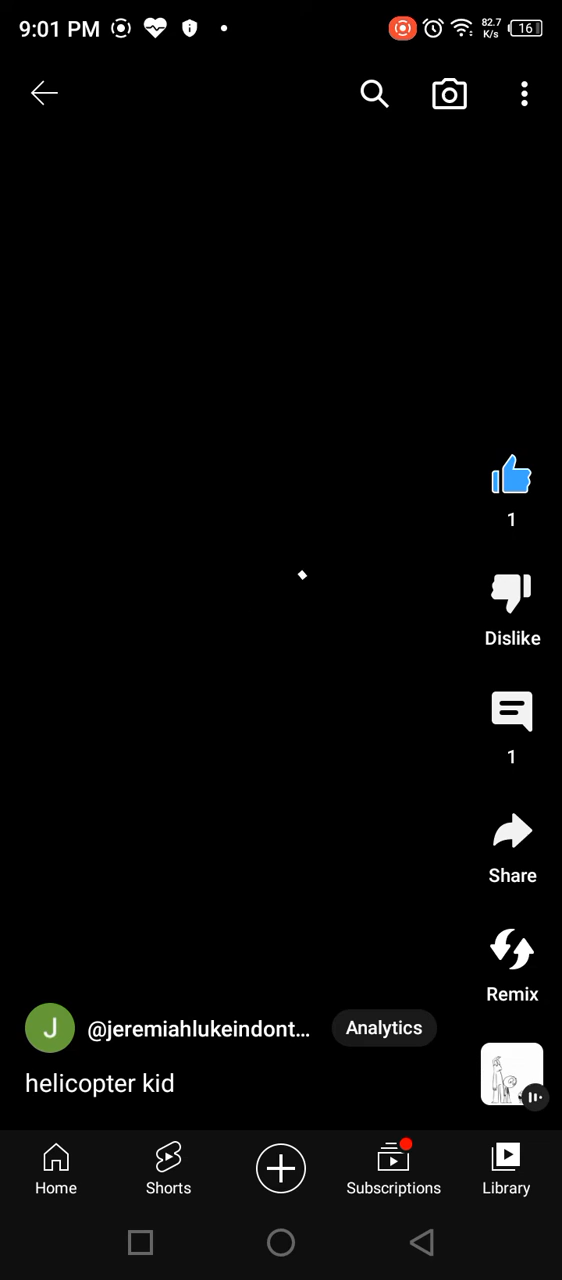 9:01 PM
82.7
K/s
16
1
Dislike
1
Share
Remix
J
@jeremiahlukeindont...
Analytics
helicopter kid
Home
Shorts
Subscriptions
Library